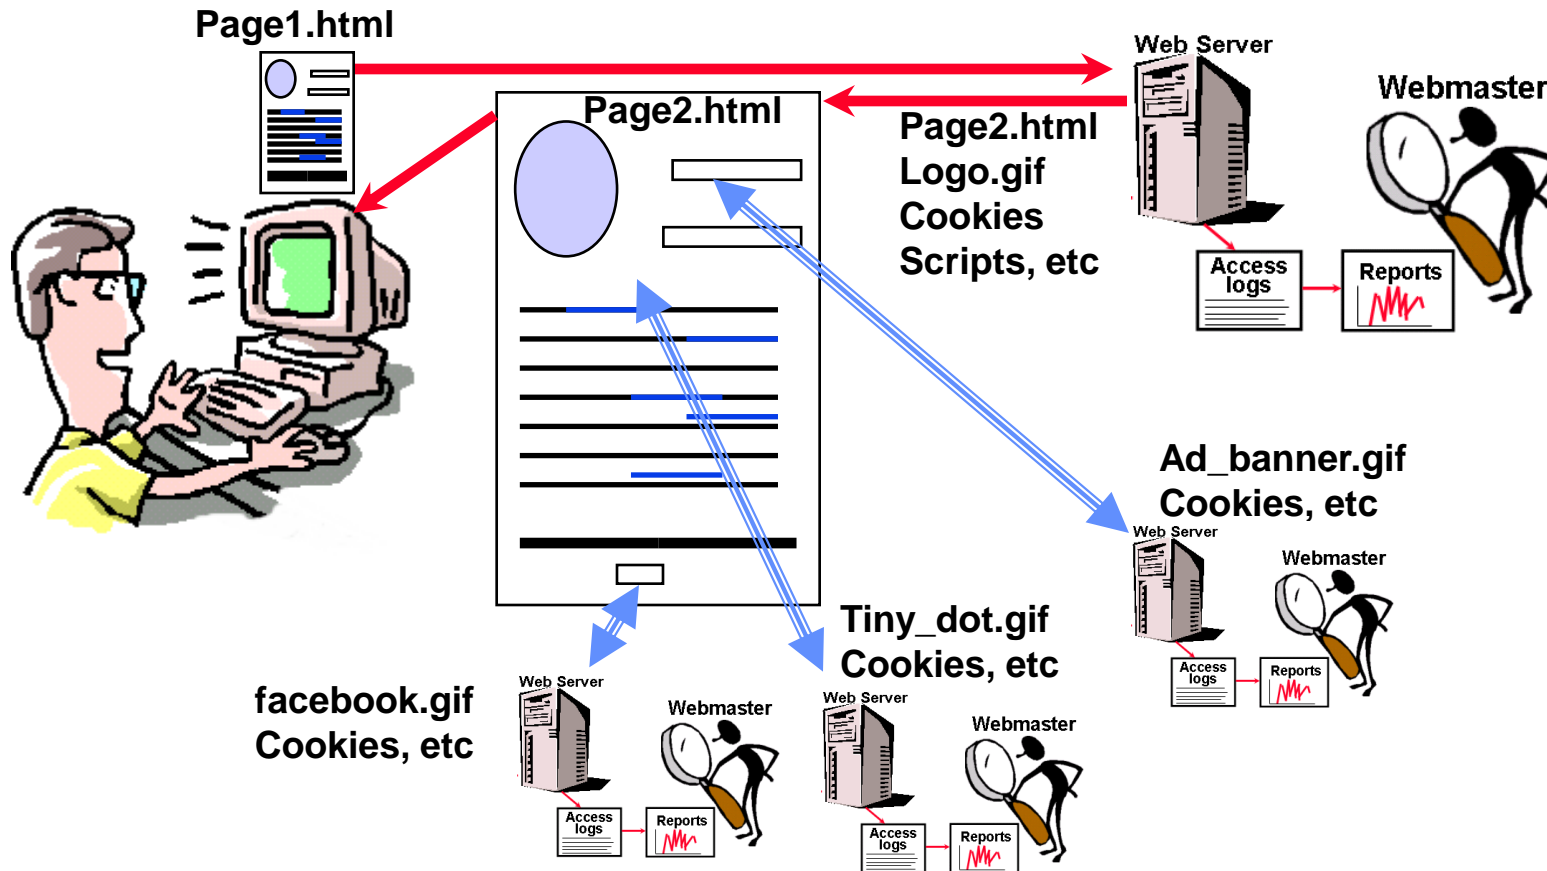 Page1.html
Web Server
Webmaster
Page2.html
Page2.html
Logo.gif
Cookies
Scripts, etc
Access
logs
Reports
Ad_banner.gif
Cookies, etc
Web Server
Webmaster
Access
logs
Reports
Tiny_dot.gif
Cookies, etc
Web Server
Webmaster
Access
logs
Reports
facebook.gif
Cookies, etc
Web Server
Webmaster
Access
logs
Reports